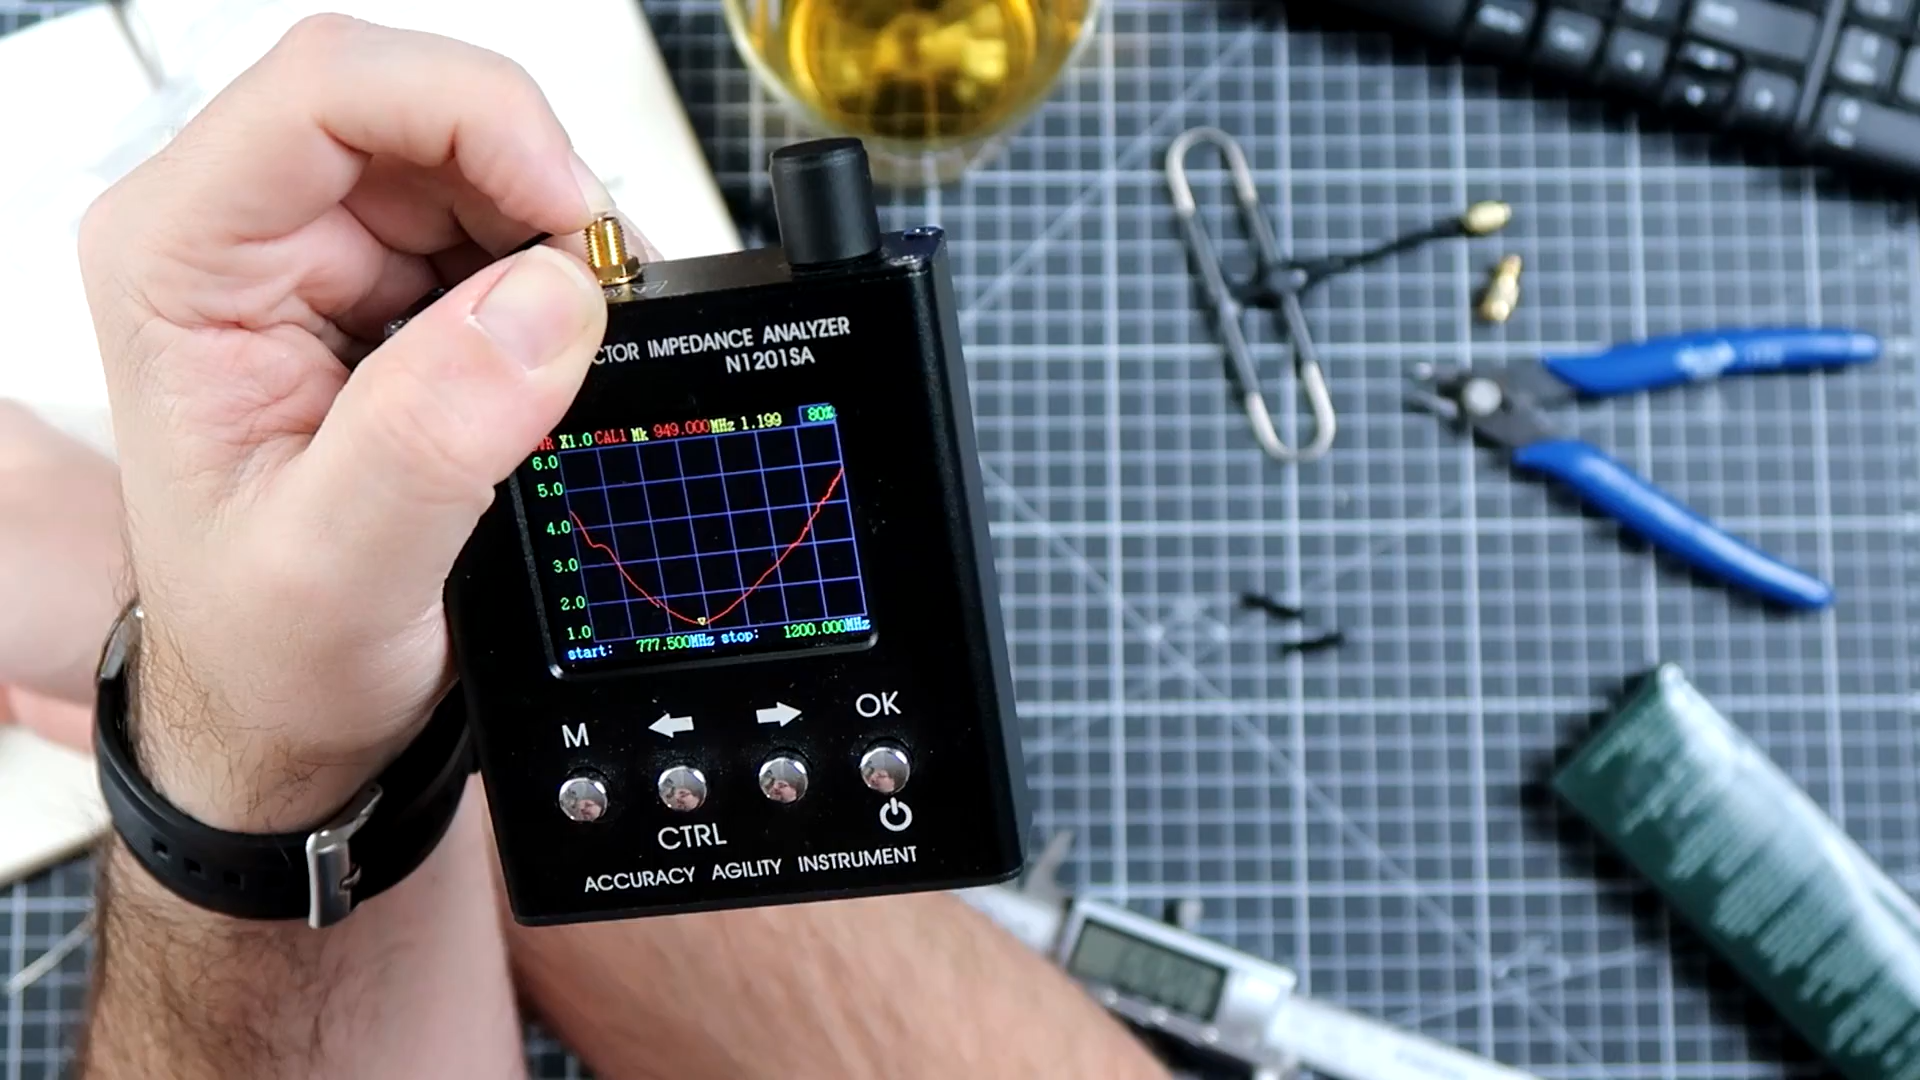 IMPEDANCE ANALYZER
N1201SA
X1.0 CAL1 Mk 949.000MHz 1.199 80%
6.0
5.0
4.0
3.0
2.0
1.0
start: 777.500MHz stop: 1200.000MHz
M OK
CTRL
ACCURACY AGILITY INSTRUMENT